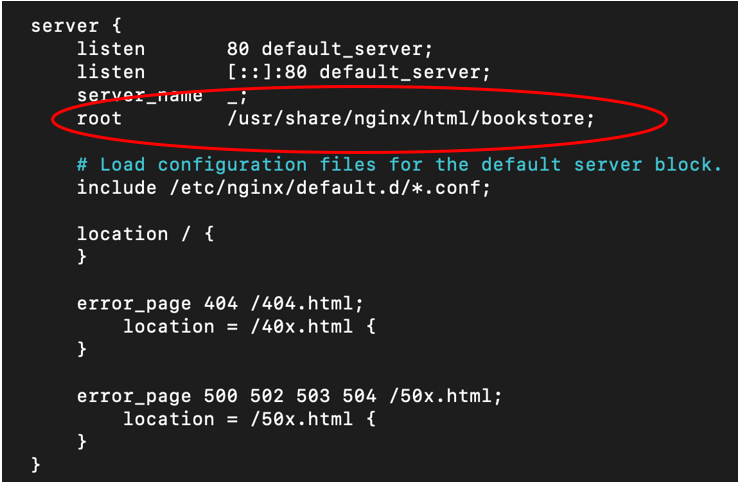 server {
    listen       80 default_server;
    listen       [::]:80 default_server;
    server_name  _;
    root         /usr/share/nginx/html/bookstore;

    # Load configuration files for the default server block.
    include /etc/nginx/default.d/*.conf;

    location / {
    }

    error_page 404 /404.html;
        location = /40x.html {
    }

    error_page 500 502 503 504 /50x.html;
        location = /50x.html {
    }
}